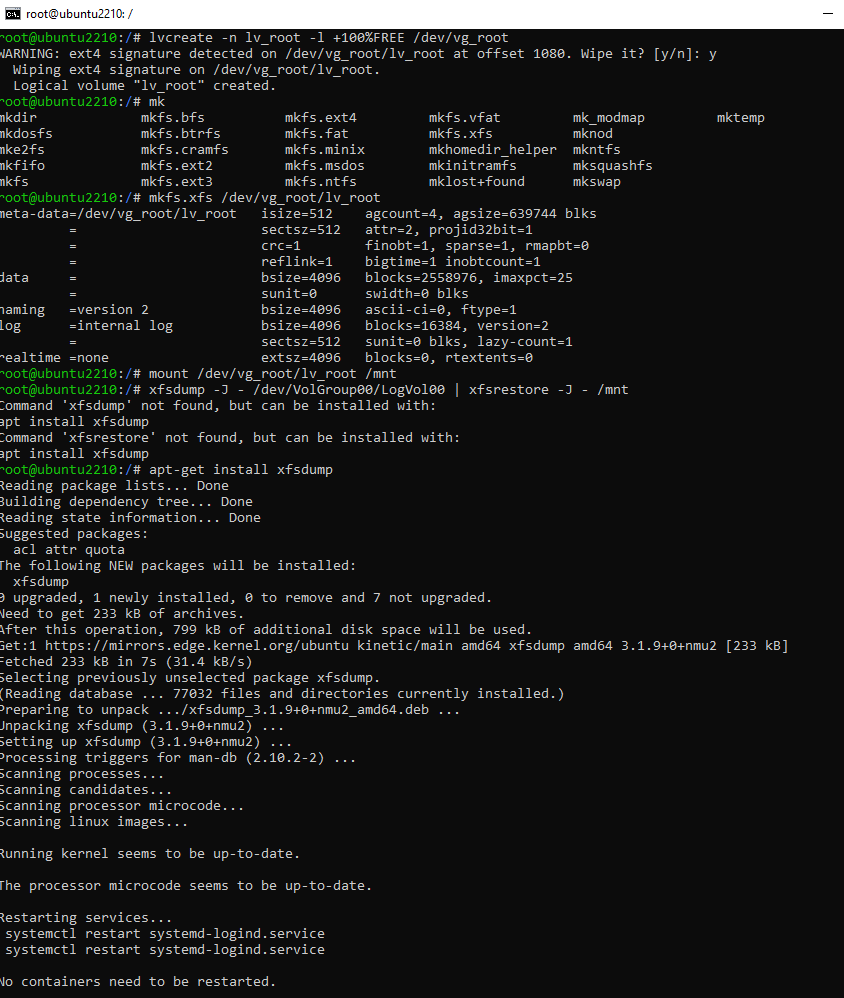 root@ubuntu2210: /
root@ubuntu2210:/# lvcreate -n lv_root -l +100%FREE /dev/vg_root
WARNING: ext4 signature detected on /dev/vg_root/lv_root at offset 1080. Wipe it? [y/n]: y
  Wiping ext4 signature on /dev/vg_root/lv_root.
  Logical volume "lv_root" created.
root@ubuntu2210:/# mk
mkdir             mkfs.bfs          mkfs.ext4         mkfs.vfat         mk_modmap         mktemp
mkdosfs           mkfs.btrfs        mkfs.fat          mkfs.xfs          mknod
mke2fs            mkfs.cramfs       mkfs.minix        mkhomedir_helper  mkntfs
mkfifo            mkfs.ext2         mkfs.msdos        mkinitramfs       mksquashfs
mkfs              mkfs.ext3         mkfs.ntfs         mklost+found      mkswap
root@ubuntu2210:/# mkfs.xfs /dev/vg_root/lv_root
meta-data=/dev/vg_root/lv_root   isize=512    agcount=4, agsize=639744 blks
         =                       sectsz=512   attr=2, projid32bit=1
         =                       crc=1        finobt=1, sparse=1, rmapbt=0
         =                       reflink=1    bigtime=1 inobtcount=1
data     =                       bsize=4096   blocks=2558976, imaxpct=25
         =                       sunit=0      swidth=0 blks
naming   =version 2              bsize=4096   ascii-ci=0, ftype=1
log      =internal log           bsize=4096   blocks=16384, version=2
         =                       sectsz=512   sunit=0 blks, lazy-count=1
realtime =none                   extsz=4096   blocks=0, rtextents=0
root@ubuntu2210:/# mount /dev/vg_root/lv_root /mnt
root@ubuntu2210:/# xfsdump -J - /dev/VolGroup00/LogVol00 | xfsrestore -J - /mnt
Command 'xfsdump' not found, but can be installed with:
apt install xfsdump
Command 'xfsrestore' not found, but can be installed with:
apt install xfsdump
root@ubuntu2210:/# apt-get install xfsdump
Reading package lists... Done
Building dependency tree... Done
Reading state information... Done
Suggested packages:
  acl attr quota
The following NEW packages will be installed:
  xfsdump
0 upgraded, 1 newly installed, 0 to remove and 7 not upgraded.
Need to get 233 kB of archives.
After this operation, 799 kB of additional disk space will be used.
Get:1 https://mirrors.edge.kernel.org/ubuntu kinetic/main amd64 xfsdump amd64 3.1.9+0+nmu2 [233 kB]
Fetched 233 kB in 7s (31.4 kB/s)
Selecting previously unselected package xfsdump.
(Reading database ... 77032 files and directories currently installed.)
Preparing to unpack .../xfsdump_3.1.9+0+nmu2_amd64.deb ...
Unpacking xfsdump (3.1.9+0+nmu2) ...
Setting up xfsdump (3.1.9+0+nmu2) ...
Processing triggers for man-db (2.10.2-2) ...
Scanning processes...
Scanning candidates...
Scanning processor microcode...
Scanning linux images...

Running kernel seems to be up-to-date.

The processor microcode seems to be up-to-date.

Restarting services...
 systemctl restart systemd-logind.service
 systemctl restart systemd-logind.service

No containers need to be restarted.